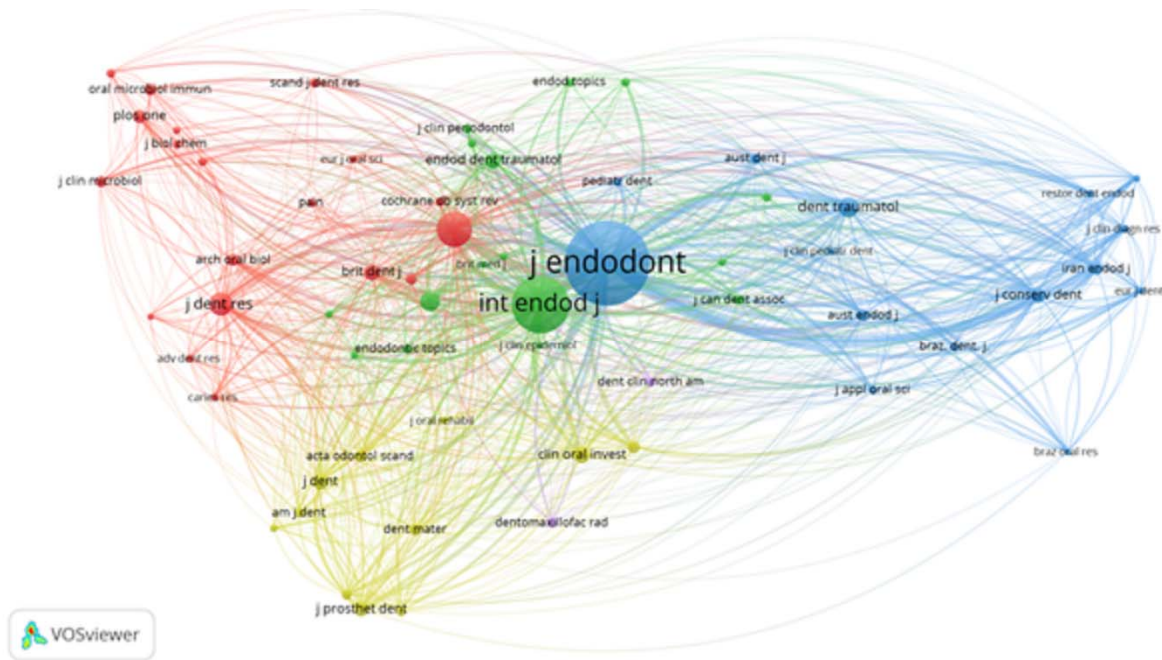 oral microbiol immun
scand j dent res
endod topics
plos one
j clin periodontol
j biol chem
eur j oral sci
endod dent traumatol
aust dent j
j clin microbiol
pediatr dent
restor dent endod
pain
cochrane db syst rev
dent traumatol
j clin diagn res
arch oral biol
brit dent j
brit med j
j endodont
j clin pediatr dent
iran endod j
j dent res
int endod j
j can dent assoc
j conserv dent
eur j
aust endod j
adv dent res
endodontic topics
j clin epidemiol
braz. dent. j.
caries res
dent clin north am
j appl oral sci
j oral rehabil
acta odontol scand
clin oral invest
braz oral res
j dent
am j dent
dent mater
dentomaxillofac rad
j prosthet dent
VOSviewer